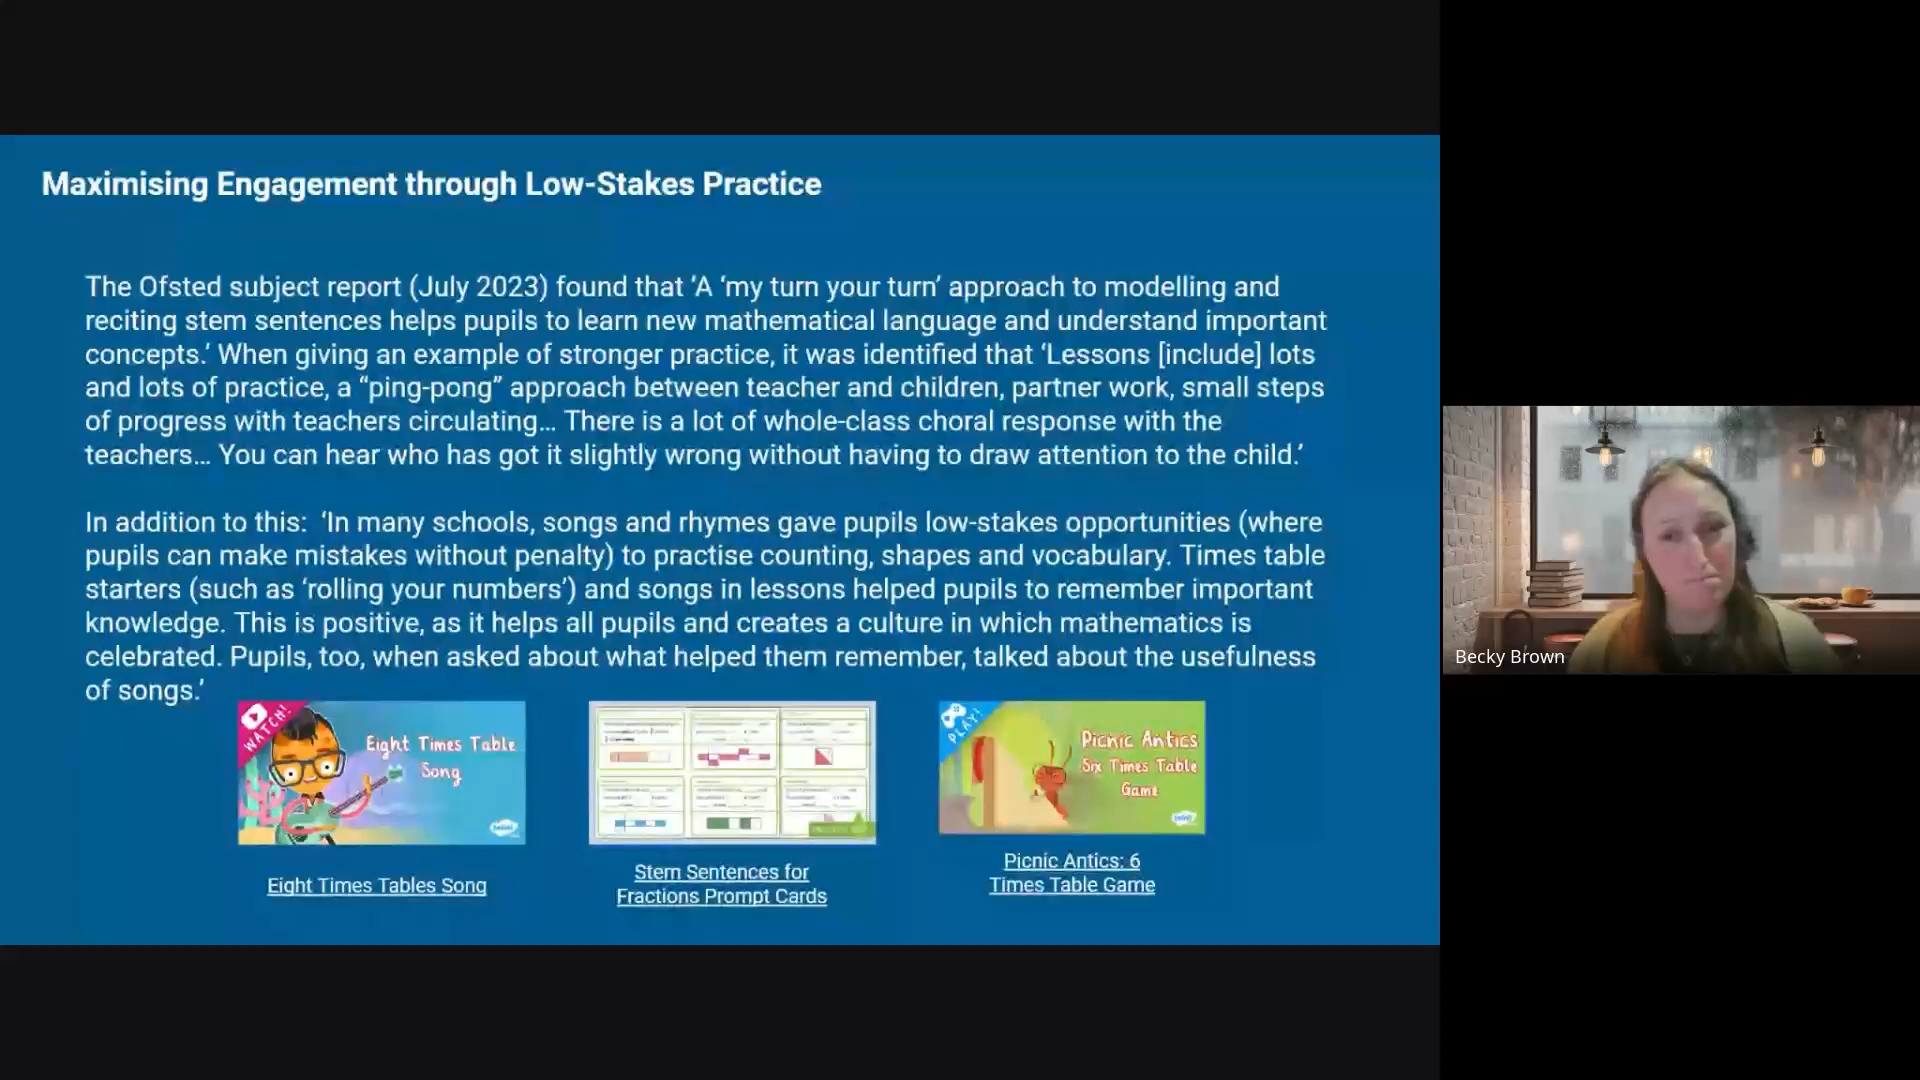 Maximising Engagement through Low-Stakes Practice
The Ofsted subject report (July 2023) found that ‘A ‘my turn your turn’ approach to modelling and
reciting stem sentences helps pupils to learn new mathematical language and understand important
concepts.’ When giving an example of stronger practice, it was identified that ‘Lessons [include] lots
and lots of practice, a “ping-pong” approach between teacher and children, partner work, small steps
of progress with teachers circulating… There is a lot of whole-class choral response with the
teachers… You can hear who has got it slightly wrong without having to draw attention to the child.’
In addition to this:  ‘In many schools, songs and rhymes gave pupils low-stakes opportunities (where
pupils can make mistakes without penalty) to practise counting, shapes and vocabulary. Times table
starters (such as ‘rolling your numbers’) and songs in lessons helped pupils to remember important
knowledge. This is positive, as it helps all pupils and creates a culture in which mathematics is
celebrated. Pupils, too, when asked about what helped them remember, talked about the usefulness
of songs.’
WATCH!
Eight Times Table
Song
twinkl
PLAY!
Picnic Antics
Six Times Table
Game
twinkl
Eight Times Tables Song
Stem Sentences for
Fractions Prompt Cards
Picnic Antics: 6
Times Table Game
Becky Brown